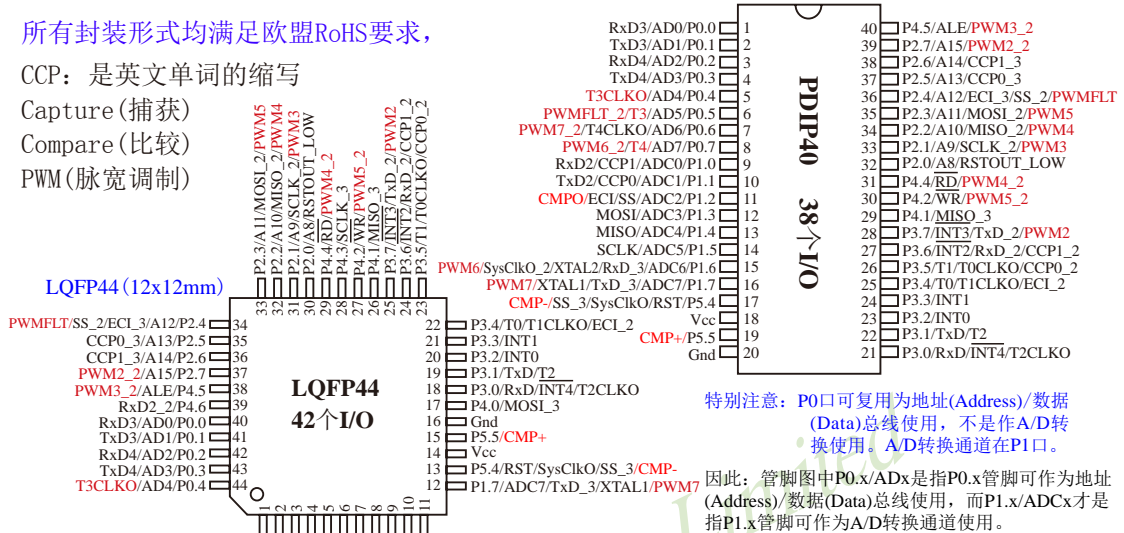 所有封装形式均满足欧盟RoHS要求，
CCP：是英文单词的缩写
Capture(捕获)
Compare(比较)
PWM(脉宽调制)
P2.3/A11/MOSI_2/PWM5
P2.2/A10/MISO_2/PWM4
P2.1/A9/SCLK_2/PWM3
P2.0/A8/RSTOUT_LOW
P4.4/RD/PWM4_2
P4.3/SCLK_3
P4.2/WR/PWM5_2
P4.1/MISO_3
P3.7/INT3/TxD_2/PWM2
P3.6/INT2/RxD_2/CCP1_2
P3.5/T1/T0CLKO/CCP0_2
33
32
31
30
29
28
27
26
25
24
23
LQFP44(12x12mm)
PWMFLT/SS_2/ECI_3/A12/P2.4 34
CCP0_3/A13/P2.5 35
CCP1_3/A14/P2.6 36
PWM2_2/A15/P2.7 37
PWM3_2/ALE/P4.5 38
RxD2_2/P4.6 39
RxD3/AD0/P0.0 40
TxD3/AD1/P0.1 41
RxD4/AD2/P0.2 42
TxD4/AD3/P0.3 43
T3CLKO/AD4/P0.4 44
LQFP44
42个I/O
22 P3.4/T0/T1CLKO/ECI_2
21 P3.3/INT1
20 P3.2/INT0
19 P3.1/TxD/T2
18 P3.0/RxD/INT4/T2CLKO
17 P4.0/MOSI_3
16 Gnd
15 P5.5/CMP+
14 Vcc
13 P5.4/RST/SysClkO/SS_3/CMP-
12 P1.7/ADC7/TxD_3/XTAL1/PWM7
1
2
3
4
5
6
7
8
9
10
11
RxD3/AD0/P0.0 1
TxD3/AD1/P0.1 2
RxD4/AD2/P0.2 3
TxD4/AD3/P0.3 4
T3CLKO/AD4/P0.4 5
PWMFLT_2/T3/AD5/P0.5 6
PWM7_2/T4CLKO/AD6/P0.6 7
PWM6_2/T4/AD7/P0.7 8
RxD2/CCP1/ADC0/P1.0 9
TxD2/CCP0/ADC1/P1.1 10
CMPO/ECI/SS/ADC2/P1.2 11
MOSI/ADC3/P1.3 12
MISO/ADC4/P1.4 13
SCLK/ADC5/P1.5 14
PWM6/SysClkO_2/XTAL2/RxD_3/ADC6/P1.6 15
PWM7/XTAL1/TxD_3/ADC7/P1.7 16
CMP-/SS_3/SysClkO/RST/P5.4 17
Vcc 18
CMP+/P5.5 19
Gnd 20
PDIP40 38个I/O
40 P4.5/ALE/PWM3_2
39 P2.7/A15/PWM2_2
38 P2.6/A14/CCP1_3
37 P2.5/A13/CCP0_3
36 P2.4/A12/ECI_3/SS_2/PWMFLT
35 P2.3/A11/MOSI_2/PWM5
34 P2.2/A10/MISO_2/PWM4
33 P2.1/A9/SCLK_2/PWM3
32 P2.0/A8/RSTOUT_LOW
31 P4.4/RD/PWM4_2
30 P4.2/WR/PWM5_2
29 P4.1/MISO_3
28 P3.7/INT3/TxD_2/PWM2
27 P3.6/INT2/RxD_2/CCP1_2
26 P3.5/T1/T0CLKO/CCP0_2
25 P3.4/T0/T1CLKO/ECI_2
24 P3.3/INT1
23 P3.2/INT0
22 P3.1/TxD/T2
21 P3.0/RxD/INT4/T2CLKO
特别注意：P0口可复用为地址(Address)/数据
(Data)总线使用，不是作A/D转
换使用。A/D转换通道在P1口。
因此：管脚图中P0.x/ADx是指P0.x管脚可作为地址
(Address)/数据(Data)总线使用，而P1.x/ADCx才是
指P1.x管脚可作为A/D转换通道使用。
Limited